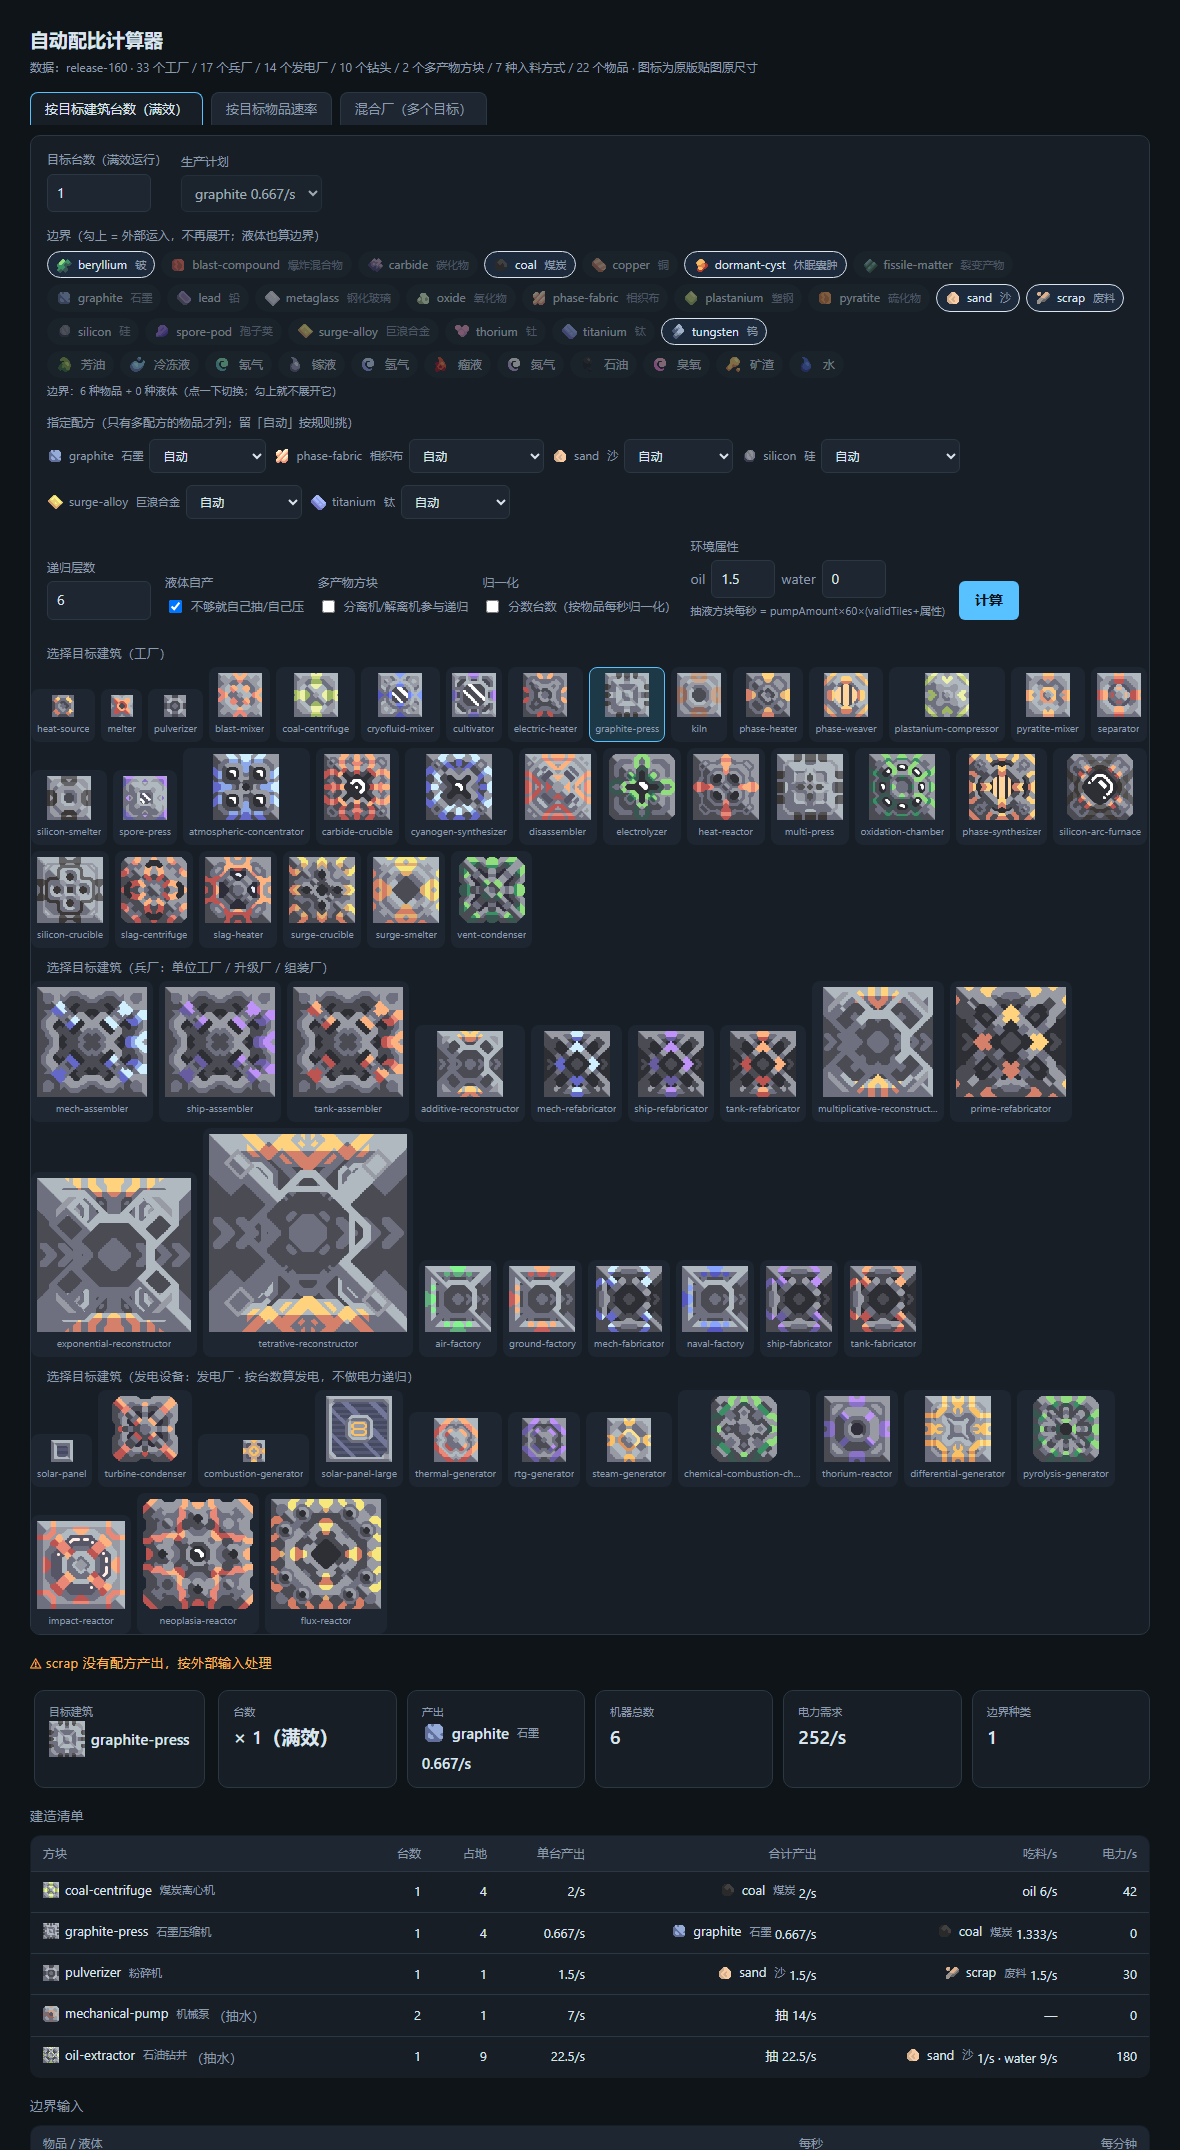 自动配比计算器
数据：release-160 · 33 个工厂 / 17 个兵厂 / 14 个发电厂 / 10 个钻头 / 2 个多产物方块 / 7 种入料方式 / 22 个物品 · 图标为原版贴图原尺寸
按目标建筑台数（满效） 按目标物品速率 混合厂（多个目标）
目标台数（满效运行） 生产计划
1 graphite 0.667/s
边界（勾上 = 外部运入，不再展开；液体也算边界）
beryllium 铍 blast-compound 爆炸混合物 carbide 碳化物 coal 煤炭 copper 铜 dormant-cyst 休眠囊肿 fissile-matter 裂变产物
graphite 石墨 lead 铅 metaglass 钢化玻璃 oxide 氧化物 phase-fabric 相织布 plastanium 塑钢 pyratite 硫化物 sand 沙 scrap 废料
silicon 硅 spore-pod 孢子荚 surge-alloy 巨浪合金 thorium 钍 titanium 钛 tungsten 钨
芳油 冷冻液 氰气 镓液 氢气 瘤液 氮气 石油 臭氧 矿渣 水
边界：6 种物品 + 0 种液体（点一下切换；勾上就不展开它）
指定配方（只有多配方的物品才列；留「自动」按规则挑）
graphite 石墨 自动 phase-fabric 相织布 自动 sand 沙 自动 silicon 硅 自动
surge-alloy 巨浪合金 自动 titanium 钛 自动
递归层数 液体自产 多产物方块 归一化 环境属性
6 不够就自己抽/自己压 分离机/解离机参与递归 分数台数（按物品每秒归一化） oil 1.5 water 0 计算
抽液方块每秒 = pumpAmount×60×(validTiles+属性)
选择目标建筑（工厂）
heat-source melter pulverizer blast-mixer coal-centrifuge cryofluid-mixer cultivator electric-heater graphite-press kiln phase-heater phase-weaver plastanium-compressor pyratite-mixer separator
silicon-smelter spore-press atmospheric-concentrator carbide-crucible cyanogen-synthesizer disassembler electrolyzer heat-reactor multi-press oxidation-chamber phase-synthesizer silicon-arc-furnace
silicon-crucible slag-centrifuge slag-heater surge-crucible surge-smelter vent-condenser
选择目标建筑（兵厂：单位工厂 / 升级厂 / 组装厂）
mech-assembler ship-assembler tank-assembler additive-reconstructor mech-refabricator ship-refabricator tank-refabricator multiplicative-reconstruct... prime-refabricator
exponential-reconstructor tetrative-reconstructor air-factory ground-factory mech-fabricator naval-factory ship-fabricator tank-fabricator
选择目标建筑（发电设备：发电厂 · 按台数算发电，不做电力递归）
solar-panel turbine-condenser combustion-generator solar-panel-large thermal-generator rtg-generator steam-generator chemical-combustion-ch... thorium-reactor differential-generator pyrolysis-generator
impact-reactor neoplasia-reactor flux-reactor
⚠ scrap 没有配方产出，按外部输入处理
目标建筑 台数 产出 机器总数 电力需求 边界种类
graphite-press × 1（满效） graphite 石墨 6 252/s 1
0.667/s
建造清单
方块 台数 占地 单台产出 合计产出 吃料/s 电力/s
coal-centrifuge 煤炭离心机 1 4 2/s coal 煤炭 2/s oil 6/s 42
graphite-press 石墨压缩机 1 4 0.667/s graphite 石墨 0.667/s coal 煤炭 1.333/s 0
pulverizer 粉碎机 1 1 1.5/s sand 沙 1.5/s scrap 废料 1.5/s 30
mechanical-pump 机械泵 （抽水） 2 1 7/s 抽 14/s — 0
oil-extractor 石油钻井 （抽水） 1 9 22.5/s 抽 22.5/s sand 沙 1/s · water 9/s 180
边界输入
物品 / 液体 每秒 每分钟